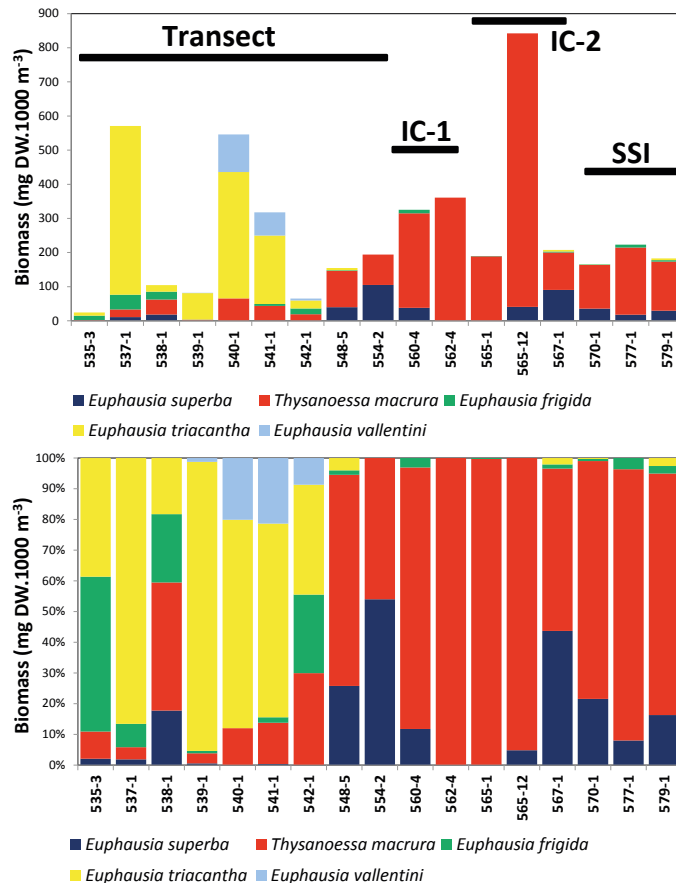 900
800
700
600
500
400
300
200
100
0
Biomass (mg DW.1000 m-3)
Transect
IC-1
IC-2
SSI
535-3 537-1 538-1 539-1 540-1 541-1 542-1 548-5 554-2 560-4 562-4 565-1 565-12 567-1 570-1 577-1 579-1
Euphausia superba Thysanoessa macrura Euphausia frigida
Euphausia triacantha Euphausia vallentini
100%
90%
80%
70%
60%
50%
40%
30%
20%
10%
0%
Biomass (mg DW.1000 m-3)
535-3 537-1 538-1 539-1 540-1 541-1 542-1 548-5 554-2 560-4 562-4 565-1 565-12 567-1 570-1 577-1 579-1
Euphausia superba Thysanoessa macrura Euphausia frigida
Euphausia triacantha Euphausia vallentini